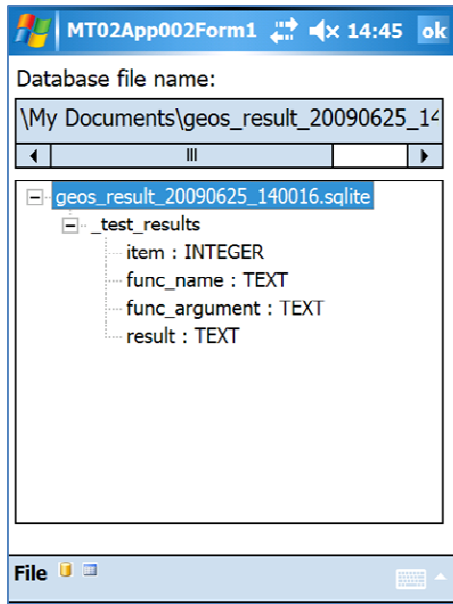 MT02App002Form1 14:45 ok
Database file name:
\My Documents\geos_result_20090625_14
geos_result_20090625_140016.sqlite
_test_results
item : INTEGER
func_name : TEXT
func_argument : TEXT
result : TEXT
File